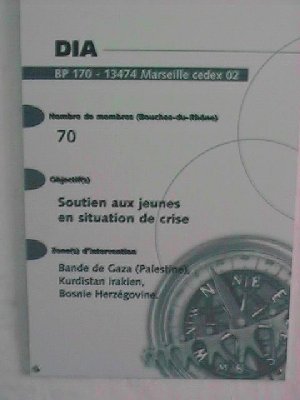 DIA
BP 170 - 13474 Marseille cedex 02
Nombre de membres (Bouches-du-Rhône)
70
Objectif(s)
Soutien aux jeunes
en situation de crise
Zone(s) d'intervention
Bande de Gaza (Palestine),
Kurdistan irakien,
Bosnie Herzégovine.